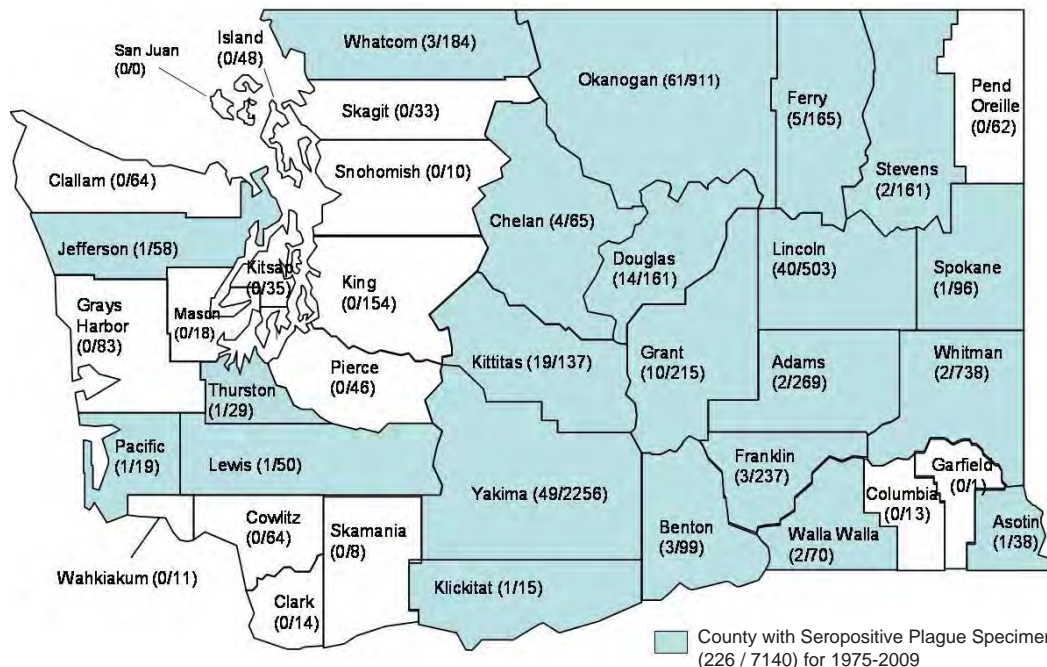 San Juan
(0/0)
Island
(0/48)
Whatcom (3/184)
Skagit (0/33)
Snohomish (0/10)
Okanogan (61/911)
Ferry
(5/165)
Pend
Oreille
(0/62)
Stevens
(2/161)
Clallam (0/64)
Jefferson (1/58)
Chelan (4/65)
Douglas
(14/161)
Lincoln
(40/503)
Spokane
(1/96)
Kitsap
(0/35)
King
(0/154)
Mason
(0/18)
Grays
Harbor
(0/83)
Pierce
(0/46)
Kittitas (19/137)
Grant
(10/215)
Adams
(2/269)
Whitman
(2/738)
Thurston
(1/29)
Pacific
(1/19)
Lewis (1/50)
Yakima (49/2256)
Franklin
(3/237)
Garfield
(0/1)
Columbia
(0/13)
Asotin
(1/38)
Cowlitz
(0/64)
Skamania
(0/8)
Benton
(3/99)
Walla Walla
(2/70)
Wahkiakum (0/11)
Clark
(0/14)
Klickitat (1/15)
County with Seropositive Plague Specimen
(226 / 7140) for 1975-2009